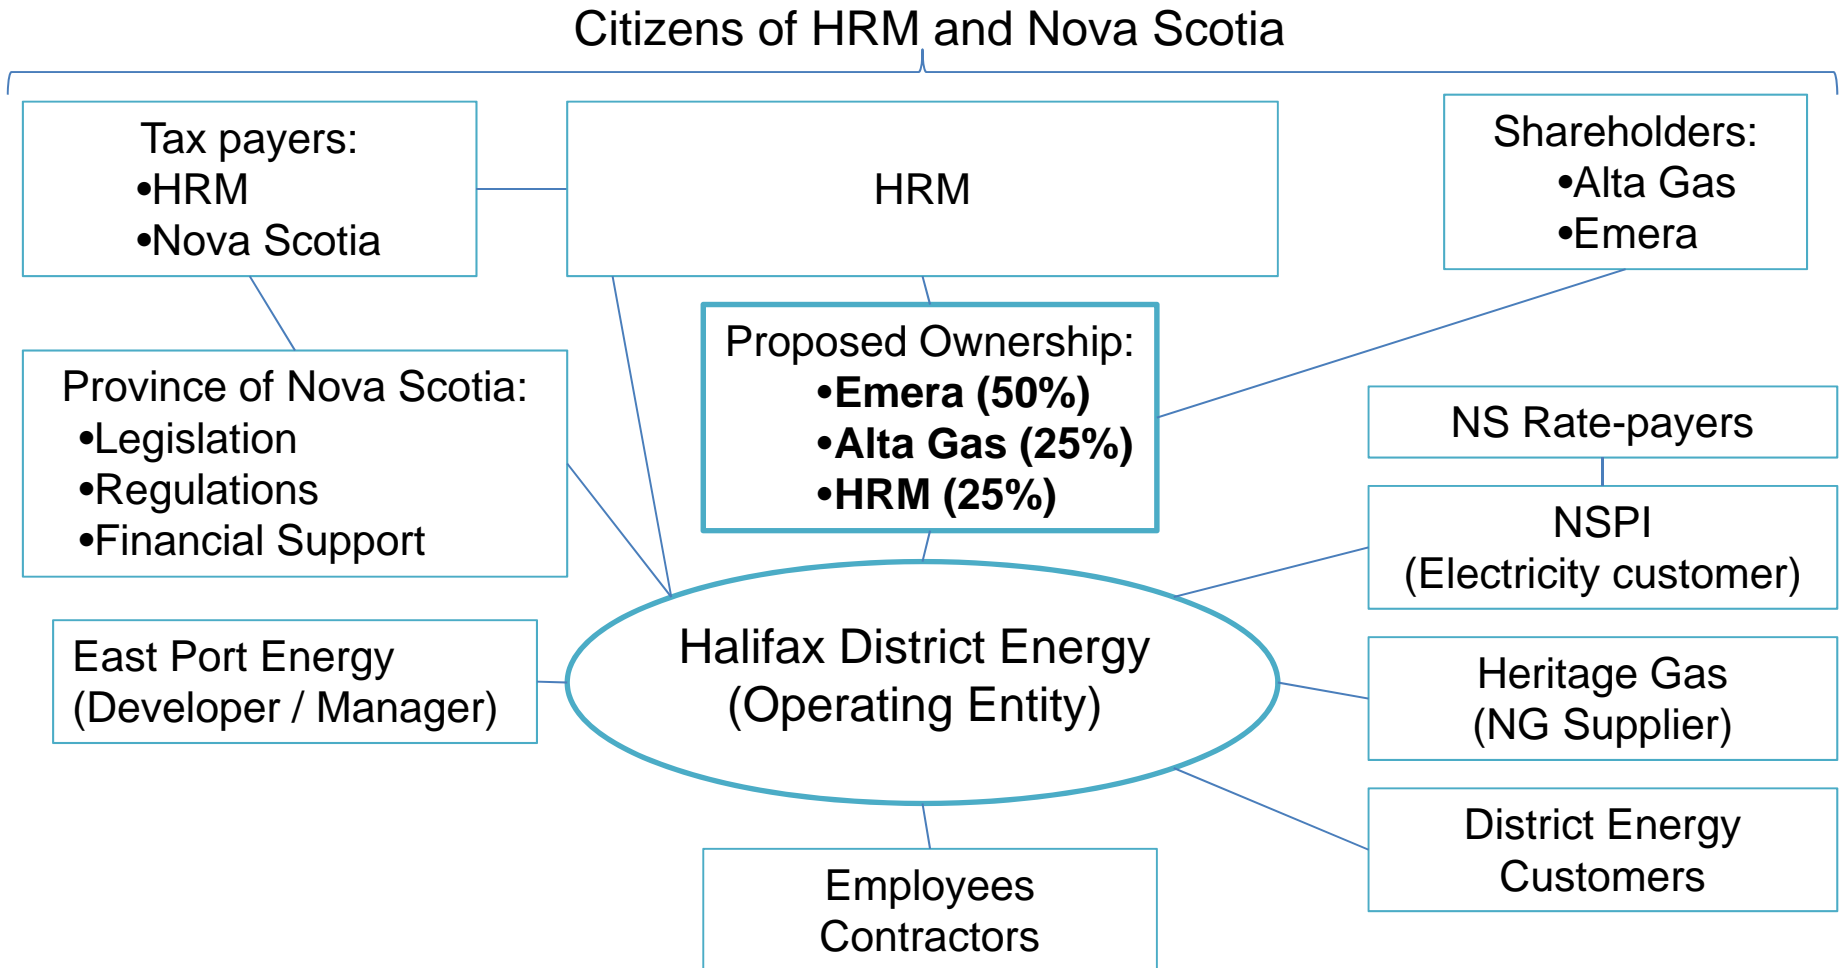 Citizens of HRM and Nova Scotia
Tax payers:
•HRM
•Nova Scotia
HRM
Shareholders:
•Alta Gas
•Emera
Proposed Ownership:
•Emera (50%)
•Alta Gas (25%)
•HRM (25%)
Province of Nova Scotia:
•Legislation
•Regulations
•Financial Support
NS Rate-payers
NSPI
(Electricity customer)
East Port Energy
(Developer / Manager)
Halifax District Energy
(Operating Entity)
Heritage Gas
(NG Supplier)
District Energy
Customers
Employees
Contractors